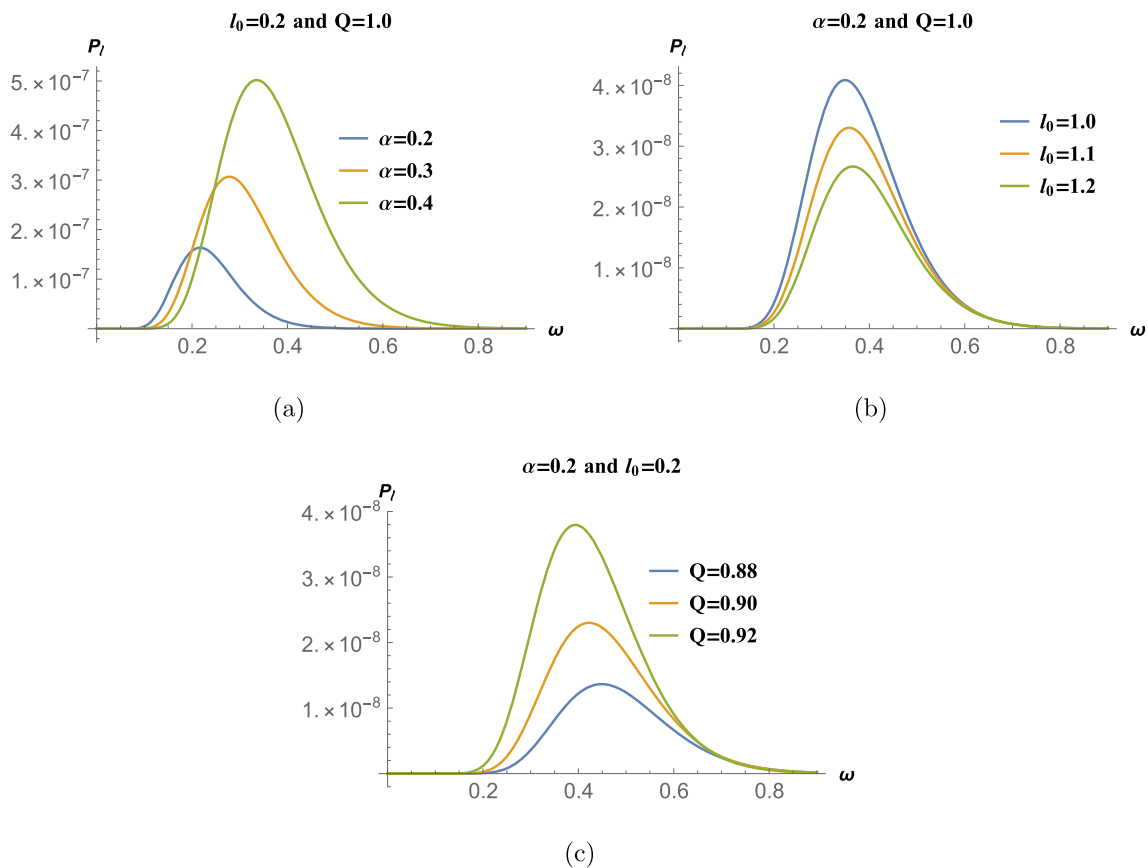 l₀=0.2 and Q=1.0
Pₗ
5.×10⁻⁷
4.×10⁻⁷
3.×10⁻⁷
2.×10⁻⁷
1.×10⁻⁷
α=0.2
α=0.3
α=0.4
0.2 0.4 0.6 0.8 ω
(a)
α=0.2 and Q=1.0
Pₗ
4.×10⁻⁸
3.×10⁻⁸
2.×10⁻⁸
1.×10⁻⁸
l₀=1.0
l₀=1.1
l₀=1.2
0.2 0.4 0.6 0.8 ω
(b)
α=0.2 and l₀=0.2
Pₗ
4.×10⁻⁸
3.×10⁻⁸
2.×10⁻⁸
1.×10⁻⁸
Q=0.88
Q=0.90
Q=0.92
0.2 0.4 0.6 0.8 ω
(c)